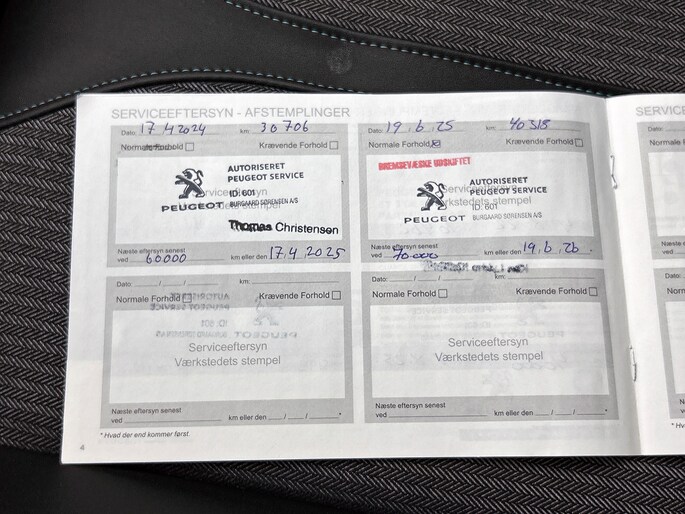 SERVICEEFTERSYN - AFSTEMPLINGER
Dato: 17 4 2024 km: 30706
Normale Forhold Krævende Forhold
AUTORISERET
PEUGEOT SERVICE
ID: 601
PEUGEOT BURGAARD SØRENSEN A/S
Thomas Christensen
Næste eftersyn senest
ved 60000 km eller den 17.4.2025
Dato: 19.6.25 km: 40318
Normale Forhold Krævende Forhold
BREMSEVÆSKE UDSKIFTET
AUTORISERET
PEUGEOT SERVICE
ID: 601
Værkstedets stempel
PEUGEOT BURGAARD SØRENSEN A/S
Næste eftersyn senest
ved 70000 km eller den 19.6.26.
Dato: / / km:
Normale Forhold Krævende Forhold
Serviceeftersyn
Værkstedets stempel
Næste eftersyn senest
ved km eller den / / *
Dato: / / km:
Normale Forhold Krævende Forhold
Serviceeftersyn
Værkstedets stempel
Næste eftersyn senest
ved km eller den / / *
* Hvad der end kommer først.
4